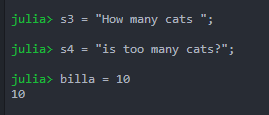 julia> s3 = "How many cats ";
julia> s4 = "is too many cats?";
julia> billa = 10
10